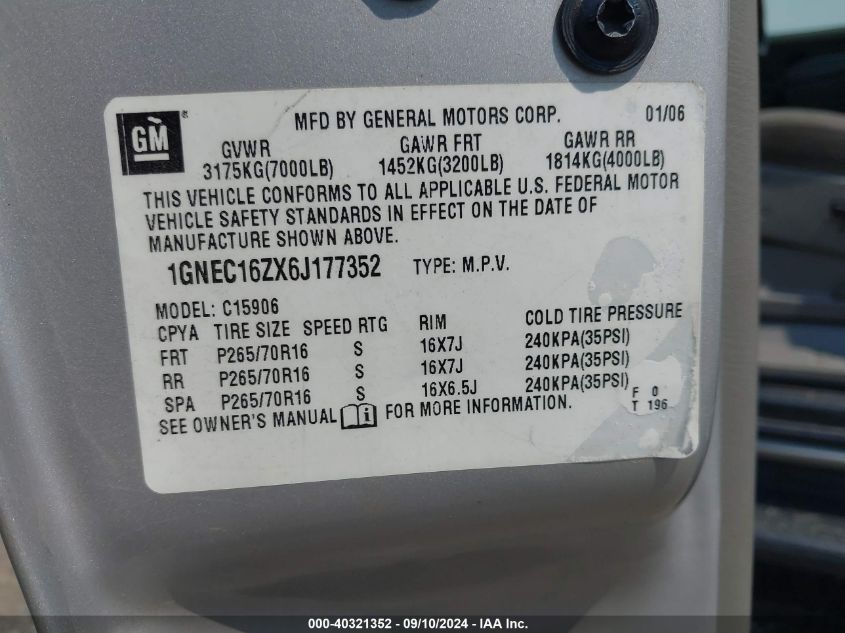 GM
MFD BY GENERAL MOTORS CORP. 01/06
GVWR GAWR FRT GAWR RR
3175KG(7000LB) 1452KG(3200LB) 1814KG(4000LB)
THIS VEHICLE CONFORMS TO ALL APPLICABLE U.S. FEDERAL MOTOR
VEHICLE SAFETY STANDARDS IN EFFECT ON THE DATE OF
MANUFACTURE SHOWN ABOVE.
1GNEC16ZX6J177352 TYPE: M.P.V.
MODEL: C15906
CPYA TIRE SIZE SPEED RTG RIM COLD TIRE PRESSURE
FRT P265/70R16 S 16X7J 240KPA(35PSI)
RR P265/70R16 S 16X7J 240KPA(35PSI)
SPA P265/70R16 S 16X6.5J 240KPA(35PSI)
F 0
T 196
SEE OWNER'S MANUAL i FOR MORE INFORMATION.
000-40321352 - 09/10/2024 - IAA Inc.